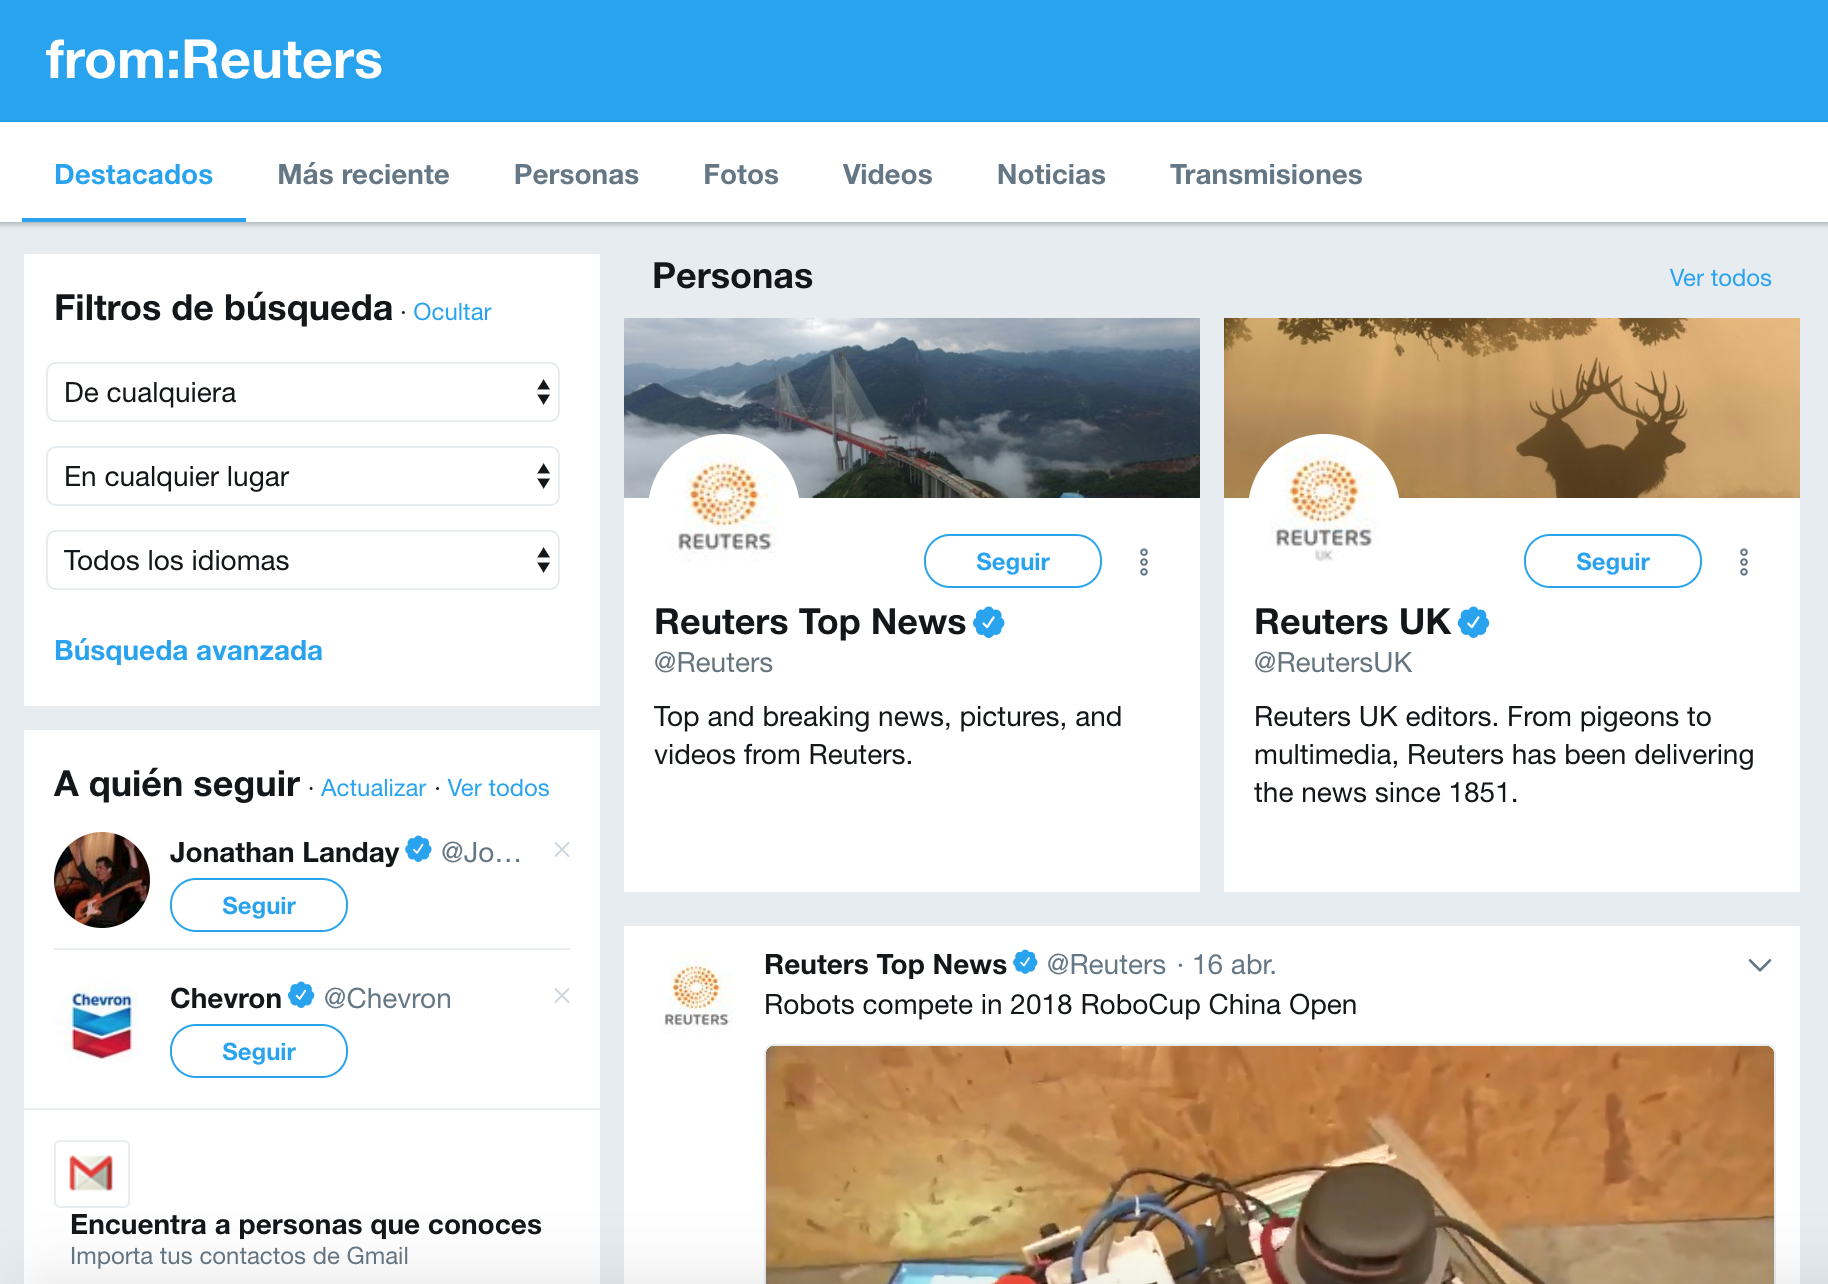 from:Reuters
Destacados
Más reciente
Personas
Fotos
Videos
Noticias
Transmisiones
Filtros de búsqueda · Ocultar
De cualquiera
En cualquier lugar
Todos los idiomas
Búsqueda avanzada
A quién seguir · Actualizar · Ver todos
Jonathan Landay @Jo...
Seguir
Chevron
Chevron @Chevron
Seguir
Encuentra a personas que conoces
Importa tus contactos de Gmail
Personas
Ver todos
REUTERS
Seguir
Reuters Top News
@Reuters
Top and breaking news, pictures, and
videos from Reuters.
REUTERS
UK
Seguir
Reuters UK
@ReutersUK
Reuters UK editors. From pigeons to
multimedia, Reuters has been delivering
the news since 1851.
REUTERS
Reuters Top News @Reuters · 16 abr.
Robots compete in 2018 RoboCup China Open